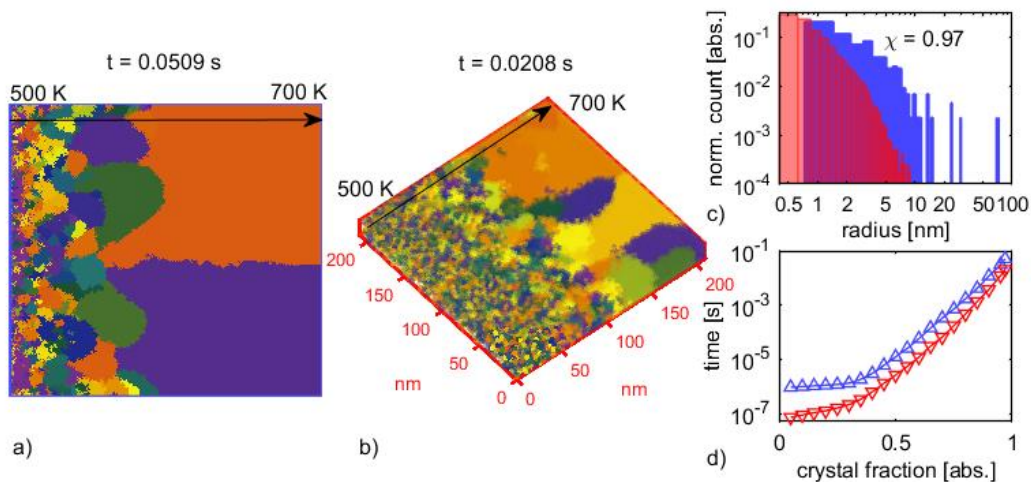 t = 0.0509 s
500 K
700 K
a)
t = 0.0208 s
500 K
700 K
200
150
100
50
0
nm
0
50
100
150
200
nm
b)
norm. count [abs.]
10^-1
10^-2
10^-3
10^-4
χ = 0.97
0.5 1 2 5 10 20 50 100
radius [nm]
c)
time [s]
10^-1
10^-3
10^-5
10^-7
0 0.5 1
crystal fraction [abs.]
d)